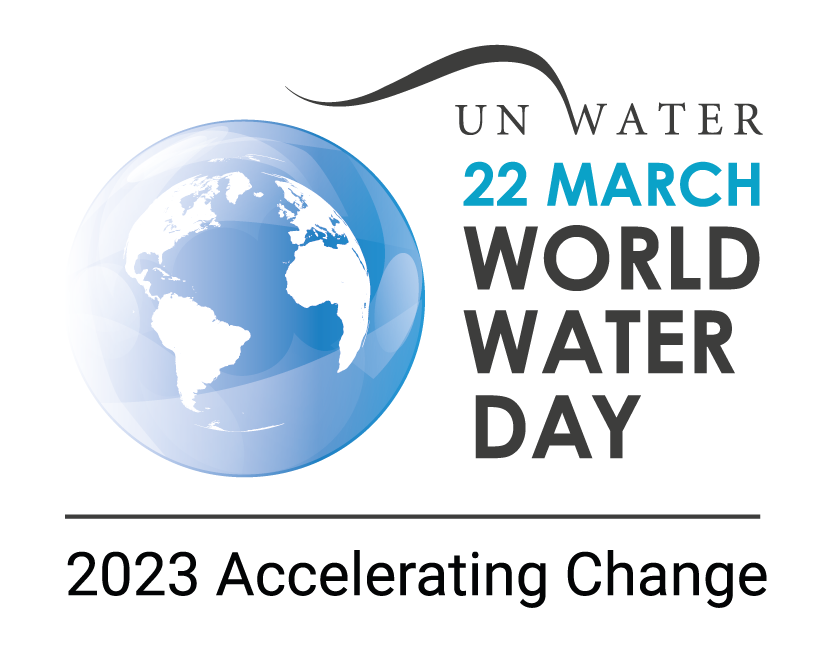 UN WATER
22 MARCH
WORLD
WATER
DAY
2023 Accelerating Change